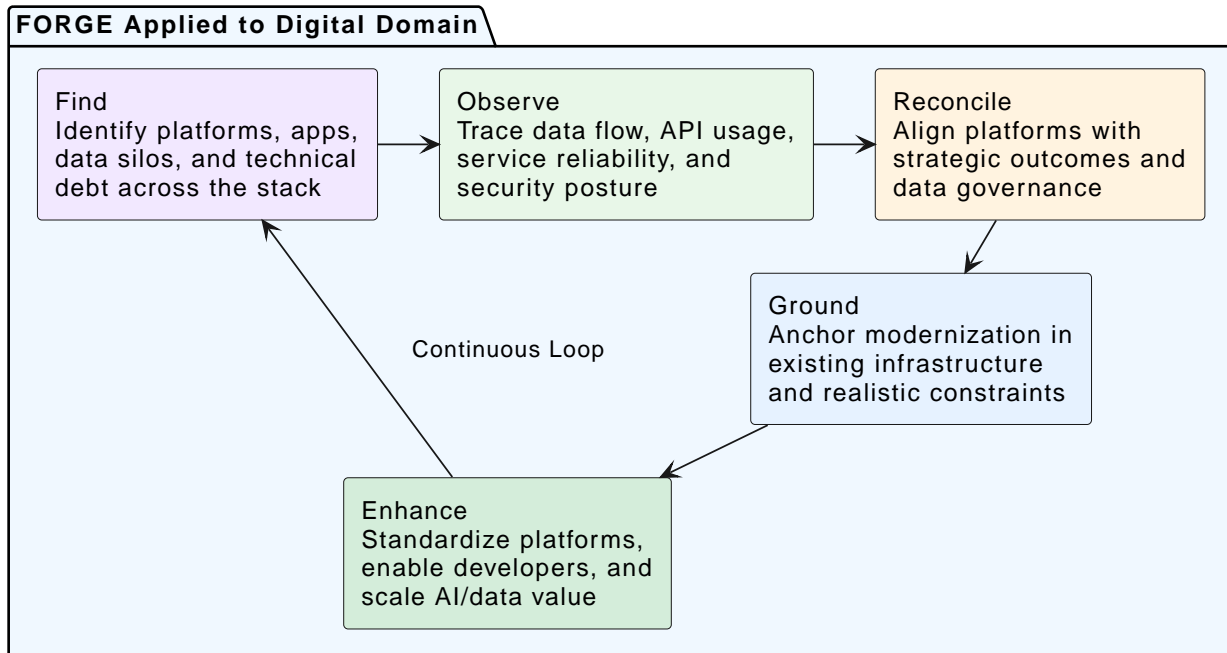 FORGE Applied to Digital Domain
Find
Identify platforms, apps,
data silos, and technical
debt across the stack
Observe
Trace data flow, API usage,
service reliability, and
security posture
Reconcile
Align platforms with
strategic outcomes and
data governance
Ground
Anchor modernization in
existing infrastructure
and realistic constraints
Continuous Loop
Enhance
Standardize platforms,
enable developers, and
scale AI/data value